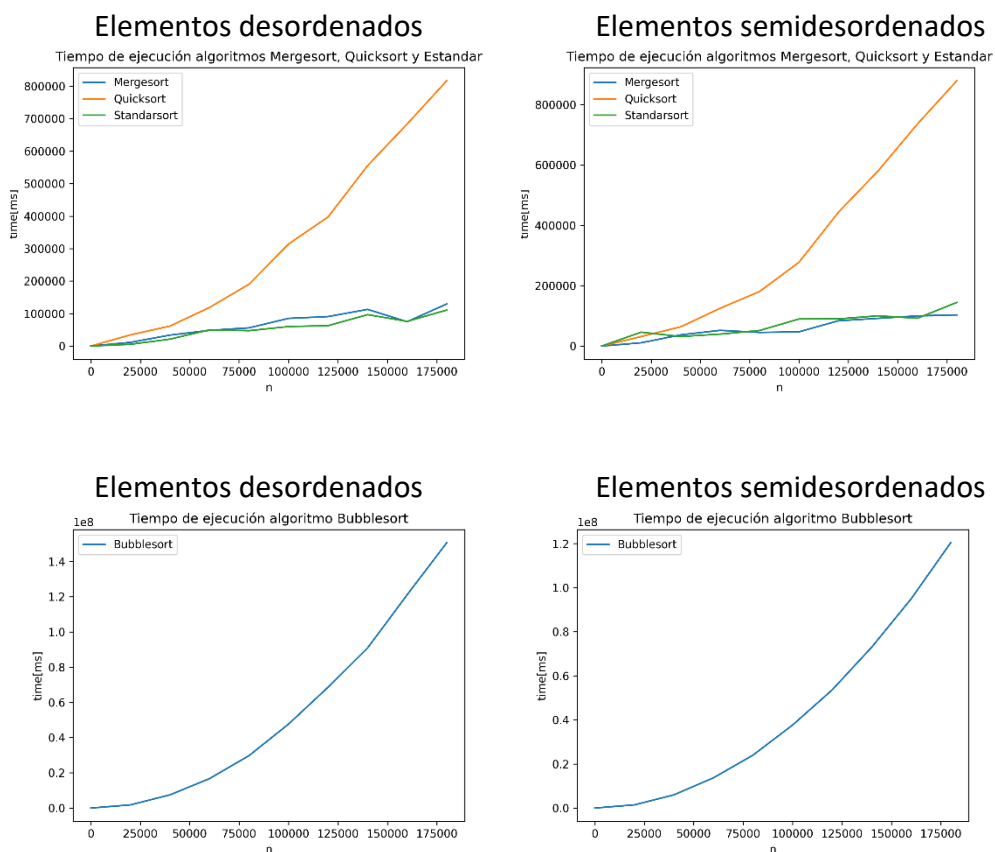 Elementos desordenados
Tiempo de ejecución algoritmos Mergesort, Quicksort y Estandar
Mergesort
Quicksort
Standarsort
800000
700000
600000
500000
400000
300000
200000
100000
0
time[ms]
0 25000 50000 75000 100000 125000 150000 175000
n
Elementos semidesordenados
Tiempo de ejecución algoritmos Mergesort, Quicksort y Estandar
Mergesort
Quicksort
Standarsort
800000
600000
400000
200000
0
time[ms]
0 25000 50000 75000 100000 125000 150000 175000
n
Elementos desordenados
Tiempo de ejecución algoritmo Bubblesort
1e8
Bubblesort
1.4
1.2
1.0
0.8
0.6
0.4
0.2
0.0
time[ms]
0 25000 50000 75000 100000 125000 150000 175000
n
Elementos semidesordenados
Tiempo de ejecución algoritmo Bubblesort
1e8
Bubblesort
1.2
1.0
0.8
0.6
0.4
0.2
0.0
time[ms]
0 25000 50000 75000 100000 125000 150000 175000
n